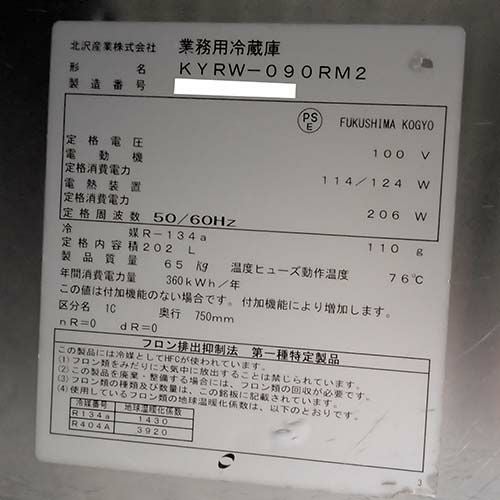 北沢産業株式会社 業務用冷蔵庫
形名 KYRW-090RM2
製造番号
PS E FUKUSHIMA KOGYO
定格電圧 100 V
電動機
定格消費電力 114/124 W
電熱装置
定格消費電力 206 W
定格周波数 50/60Hz
冷媒 R-134a 110 g
定格内容積 202 L
製品質量 65 Kg 温度ヒューズ動作温度 76℃
年間消費電力量 360kWh/年
この値は付加機能のない場合です。付加機能により増加します。
区分名 1C 奥行 750mm
nR=0 dR=0
フロン排出抑制法 第一種特定製品
この製品には冷媒としてHFCが使われています。
(1)フロン類をみだりに大気中に放出することは禁じられています。
(2)この製品を廃棄・整備する場合には、フロン類の回収が必要です。
(3)フロン類の種類及び数量は、この銘板に記載されています。
(4)使用しているフロン類の地球温暖化係数は、以下のとおりです。
冷媒番号 地球温暖化係数
R134a 1430
R404A 3920
3